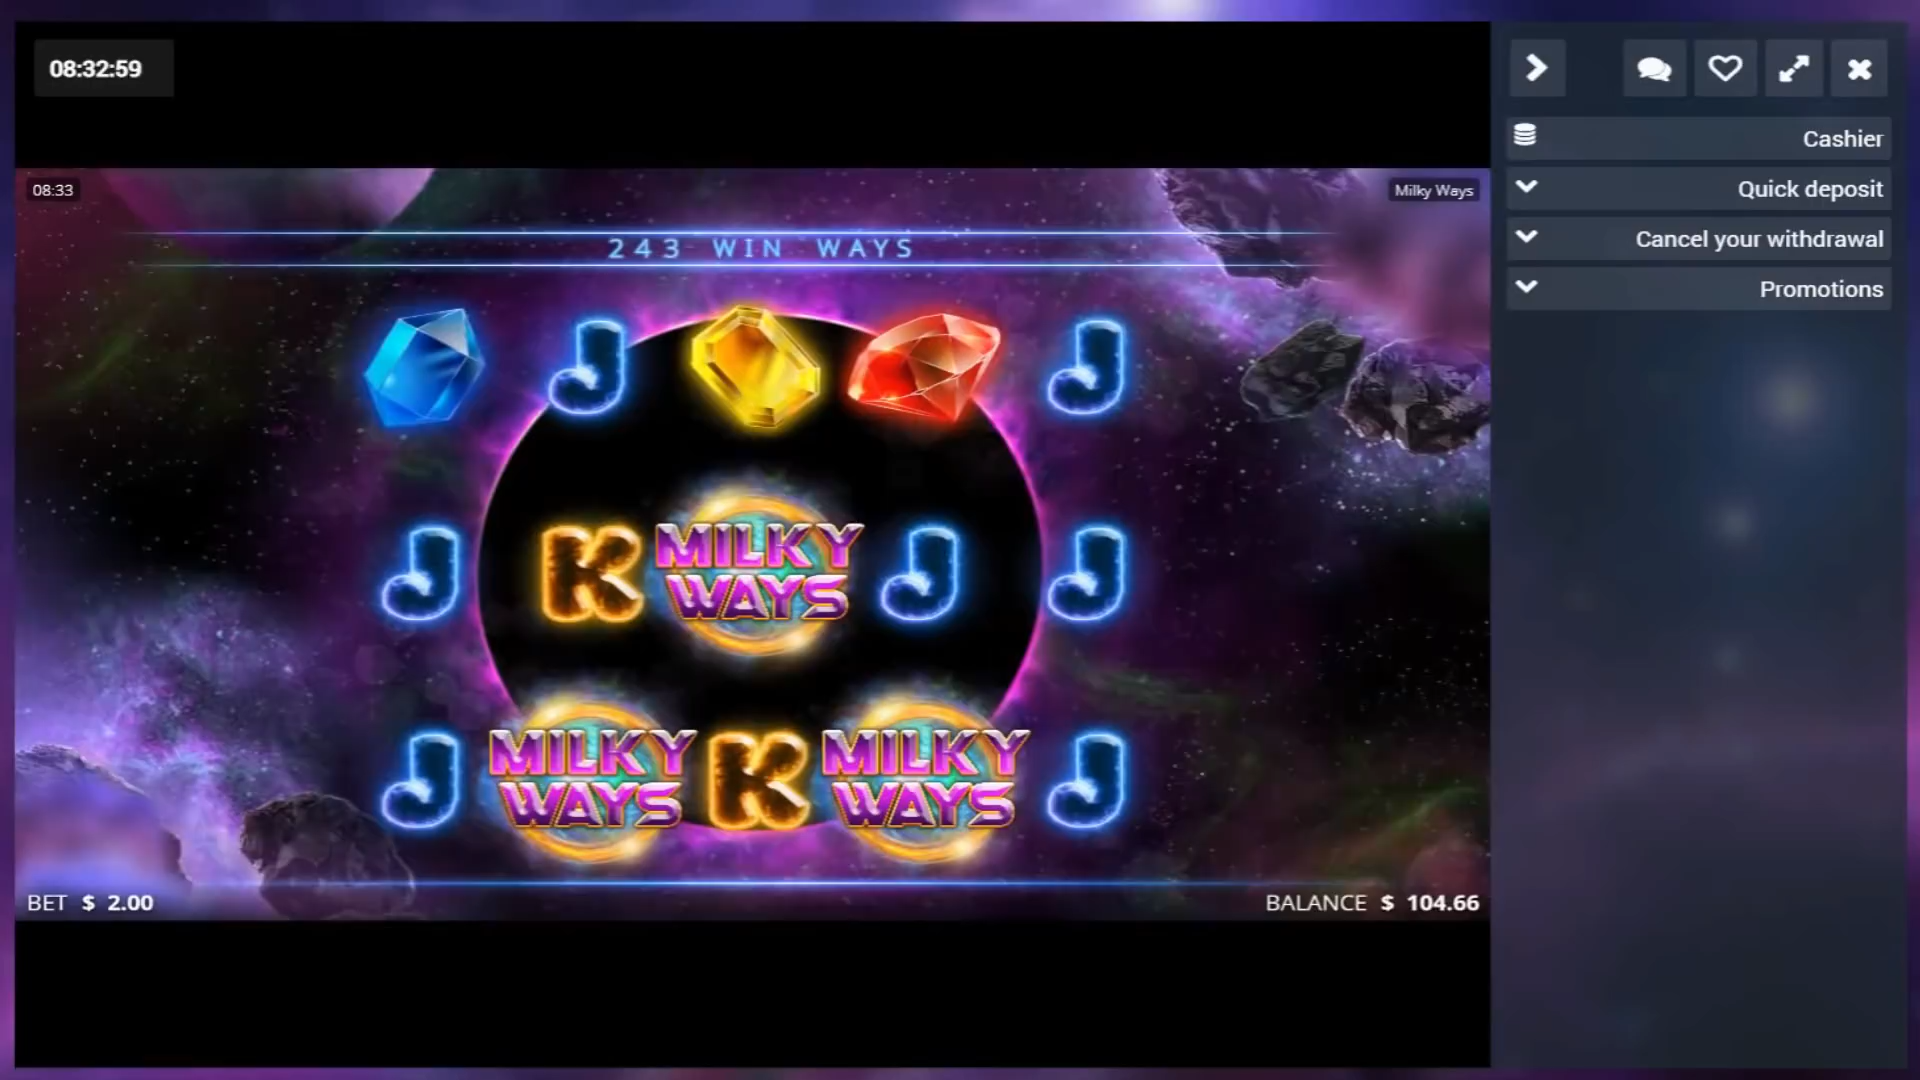 08:32:59
Cashier
Quick deposit
Cancel your withdrawal
Promotions
08:33
Milky Ways
243 WIN WAYS
J
J
J
K
MILKY
WAYS
J
J
J
MILKY
WAYS
K
MILKY
WAYS
J
BET $ 2.00
BALANCE $ 104.66